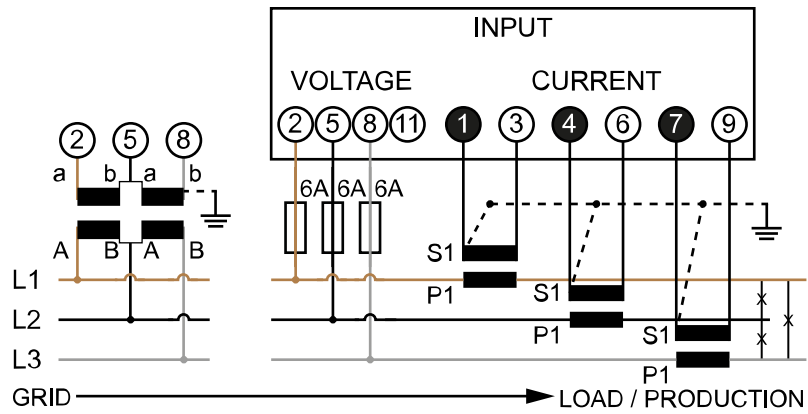 INPUT
VOLTAGE CURRENT
2 5 8 2 5 8 11 1 3 4 6 7 9
a b a b
6A 6A 6A
A B A B
S1
L1
P1
S1
L2
P1
S1
L3
P1
GRID LOAD / PRODUCTION